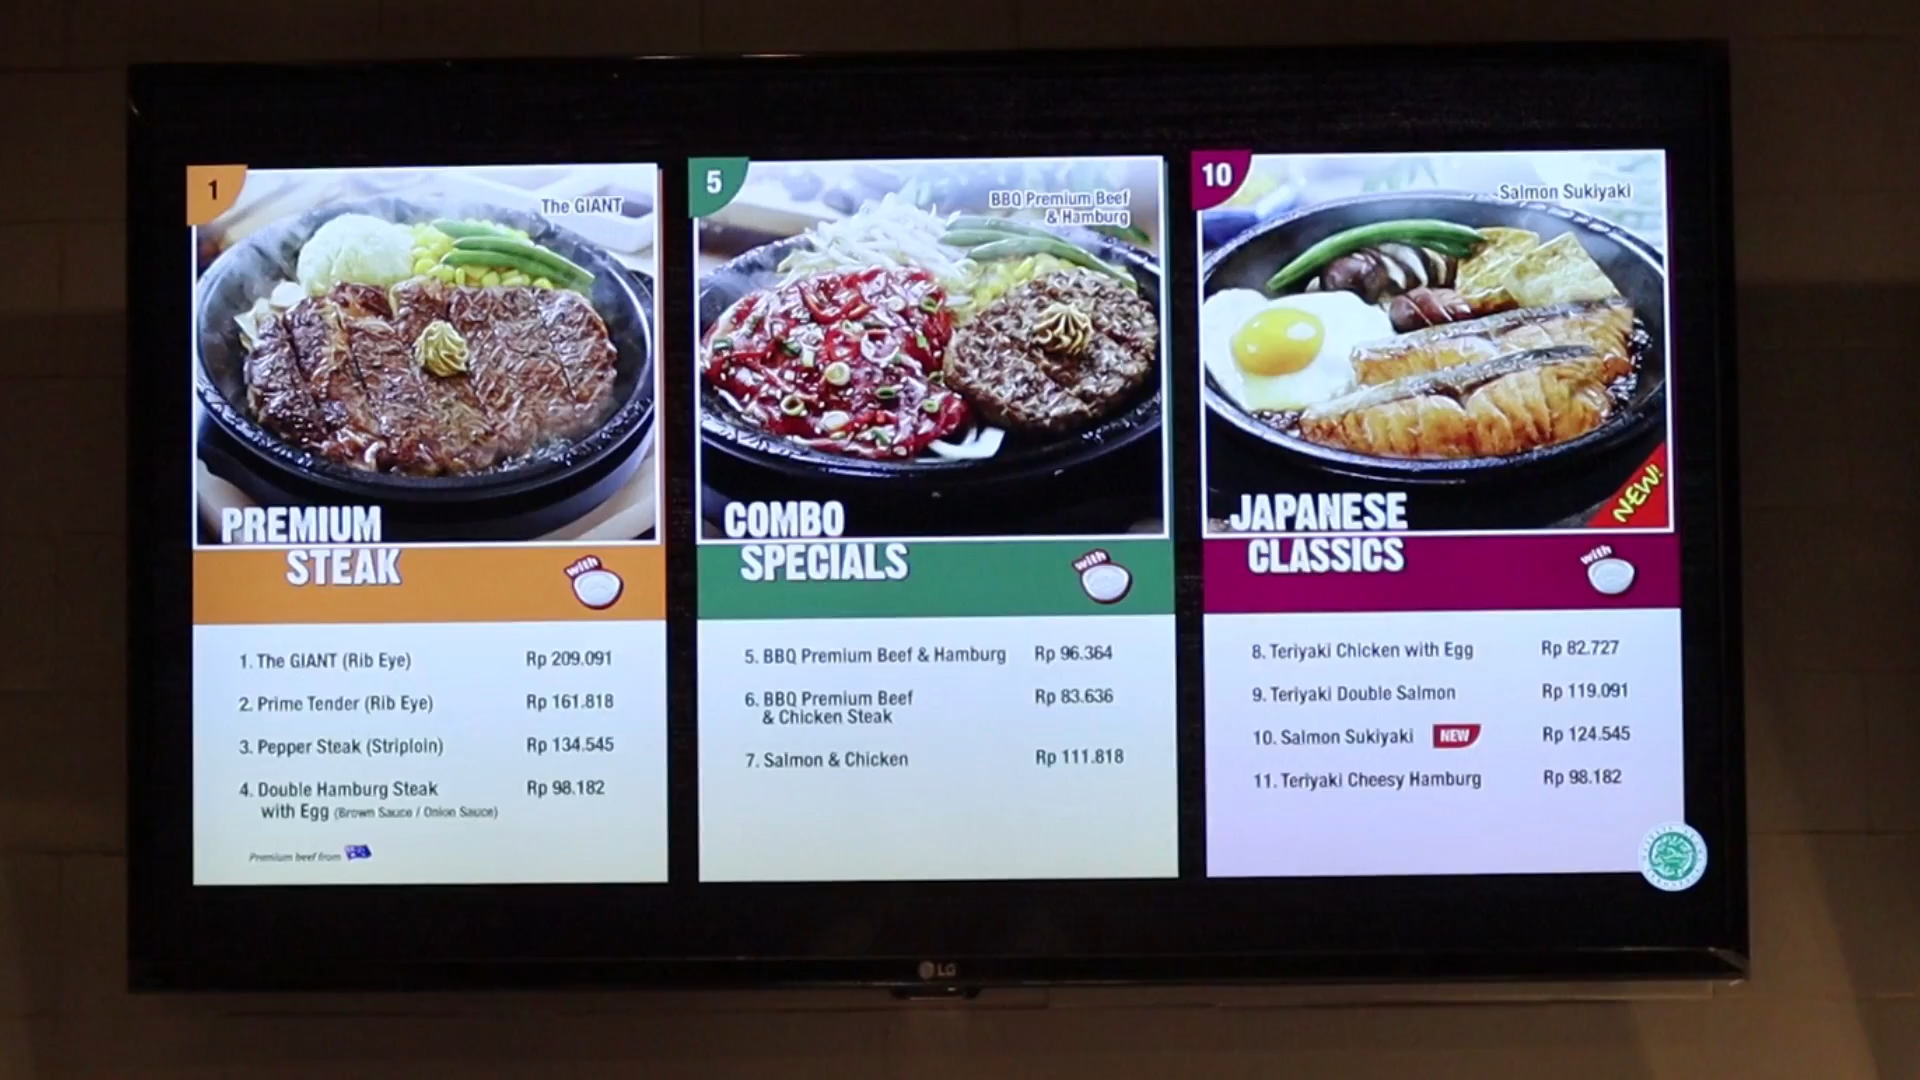 1
The GIANT
PREMIUM
STEAK
with
1. The GIANT (Rib Eye) Rp 209.091
2. Prime Tender (Rib Eye) Rp 161.818
3. Pepper Steak (Striploin) Rp 134.545
4. Double Hamburg Steak Rp 98.182
with Egg (Brown Sauce / Onion Sauce)
Premium beef from
5
BBQ Premium Beef
& Hamburg
COMBO
SPECIALS
with
5. BBQ Premium Beef & Hamburg Rp 96.364
6. BBQ Premium Beef Rp 83.636
& Chicken Steak
7. Salmon & Chicken Rp 111.818
10
Salmon Sukiyaki
NEW!
JAPANESE
CLASSICS
with
8. Teriyaki Chicken with Egg Rp 82.727
9. Teriyaki Double Salmon Rp 119.091
10. Salmon Sukiyaki NEW Rp 124.545
11. Teriyaki Cheesy Hamburg Rp 98.182
LG